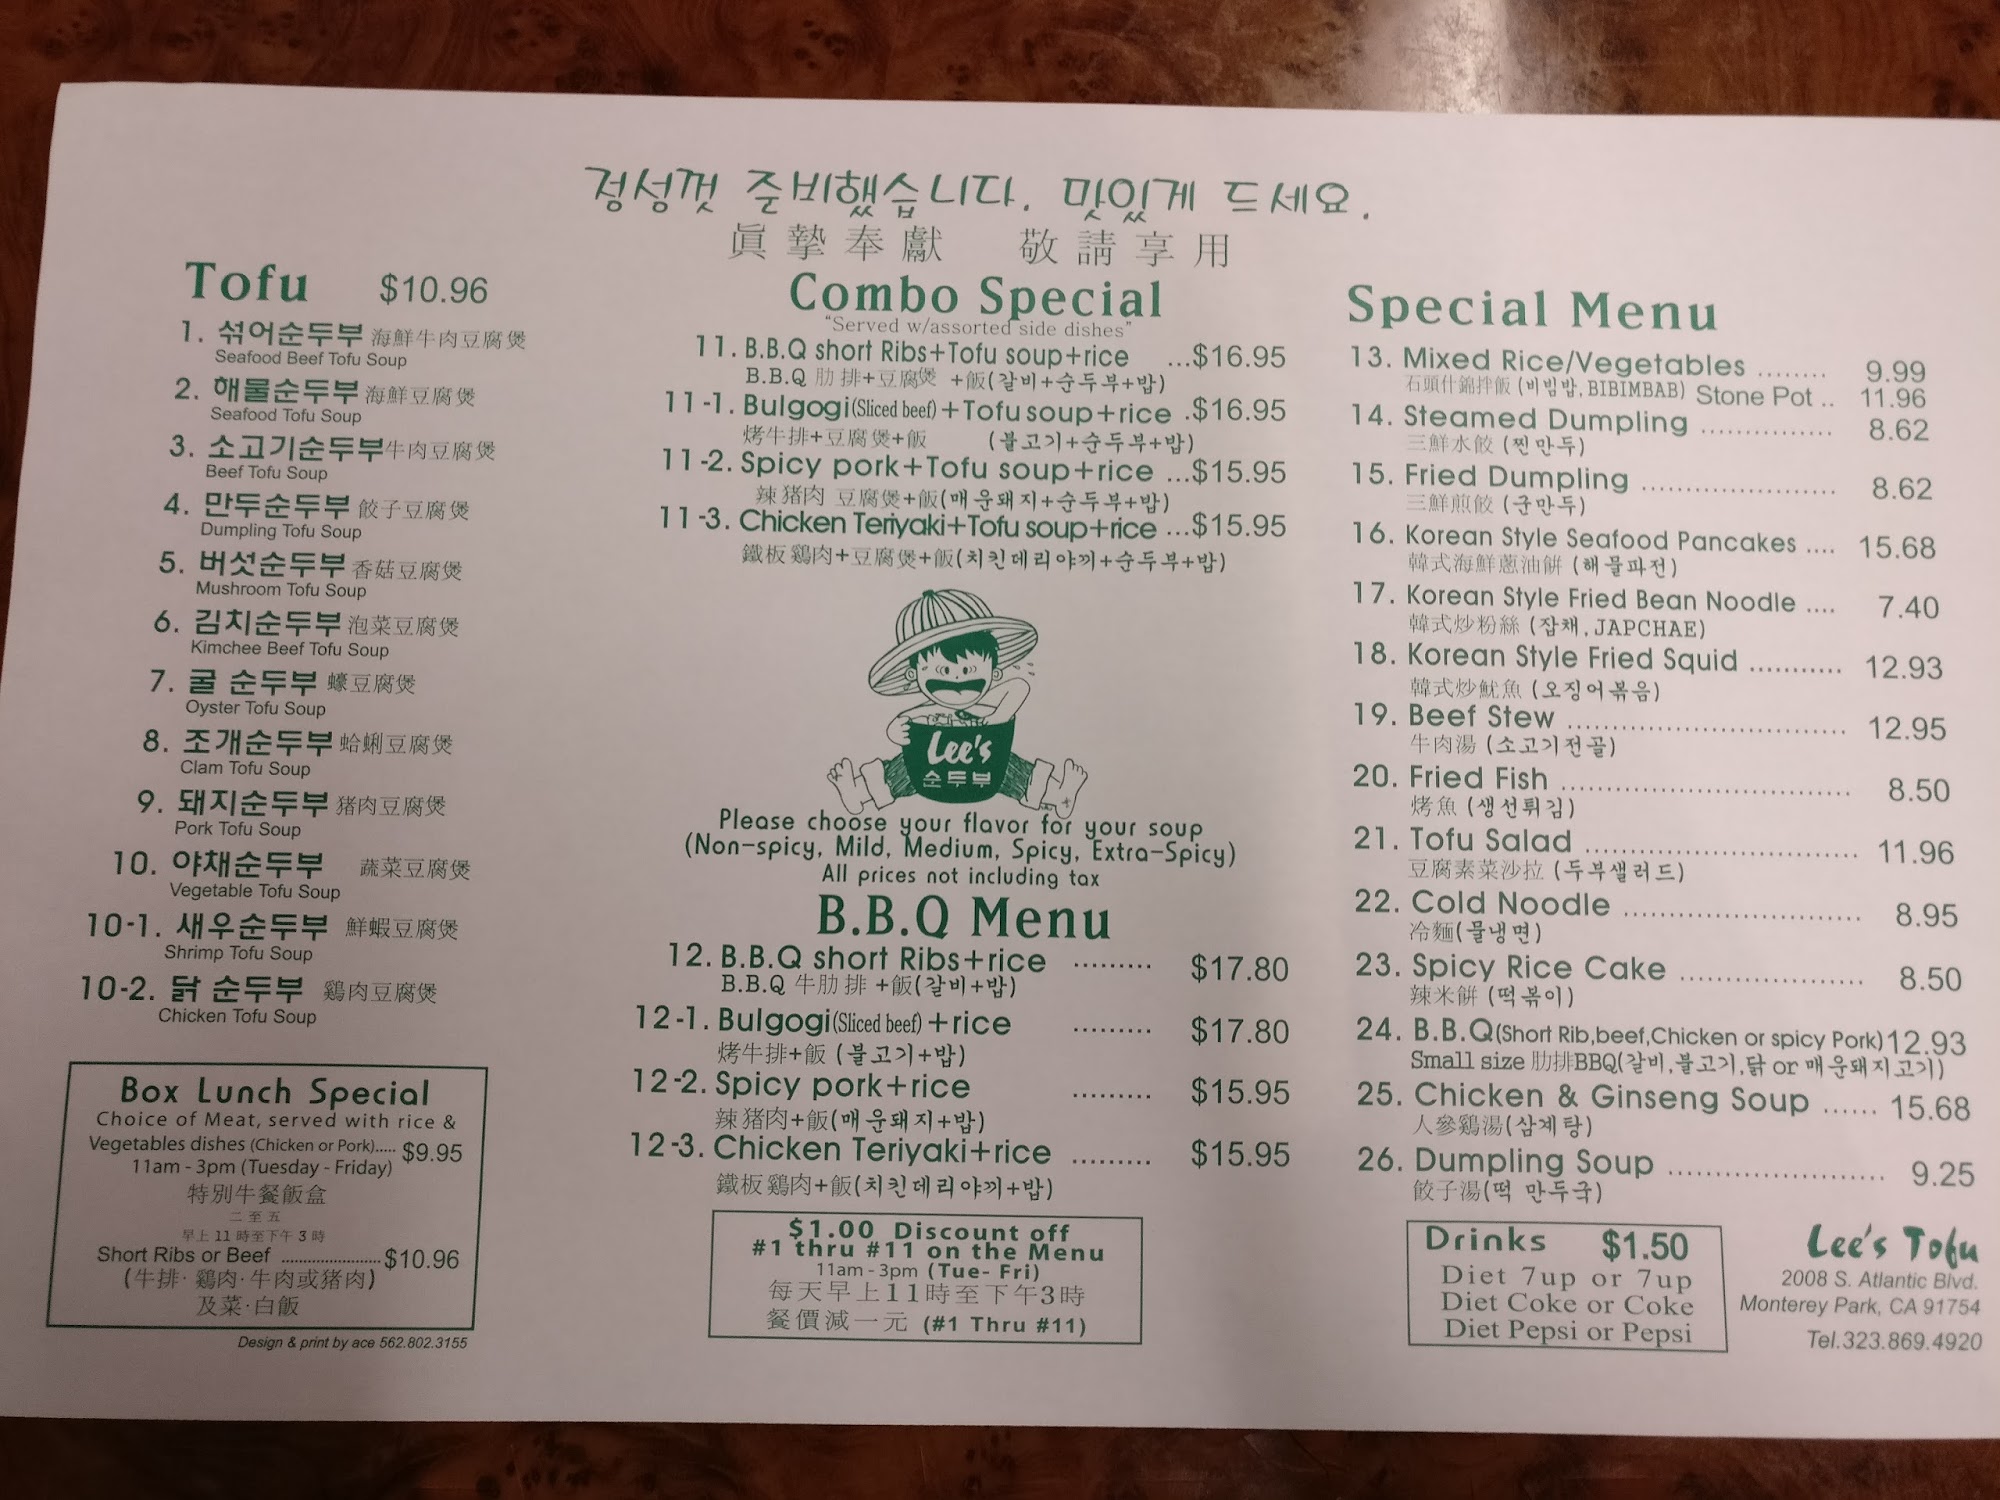 정성껏 준비했습니다. 맛있게 드세요.
眞摯奉獻 敬請享用
Tofu $10.96
1. 섞어순두부 海鮮牛肉豆腐煲
Seafood Beef Tofu Soup
2. 해물순두부 海鮮豆腐煲
Seafood Tofu Soup
3. 소고기순두부 牛肉豆腐煲
Beef Tofu Soup
4. 만두순두부 餃子豆腐煲
Dumpling Tofu Soup
5. 버섯순두부 香菇豆腐煲
Mushroom Tofu Soup
6. 김치순두부 泡菜豆腐煲
Kimchee Beef Tofu Soup
7. 굴 순두부 蠔豆腐煲
Oyster Tofu Soup
8. 조개순두부 蛤蜊豆腐煲
Clam Tofu Soup
9. 돼지순두부 猪肉豆腐煲
Pork Tofu Soup
10. 야채순두부 蔬菜豆腐煲
Vegetable Tofu Soup
10-1. 새우순두부 鮮蝦豆腐煲
Shrimp Tofu Soup
10-2. 닭 순두부 鷄肉豆腐煲
Chicken Tofu Soup
Box Lunch Special
Choice of Meat, served with rice &
Vegetables dishes (Chicken or Pork)..... $9.95
11am - 3pm (Tuesday - Friday)
特別牛餐飯盒
二至五
早上 11 時至下午 3 時
Short Ribs or Beef ........................ $10.96
(牛排· 鷄肉· 牛肉或猪肉)
及菜·白飯
Design & print by ace 562.802.3155
Combo Special
"Served w/assorted side dishes"
11. B.B.Q short Ribs+Tofu soup+rice ...$16.95
B.B.Q 肋排+豆腐煲 +飯(갈비+순두부+밥)
11-1. Bulgogi(Sliced beef)+Tofu soup+rice .$16.95
烤牛排+豆腐煲+飯 (불고기+순두부+밥)
11-2. Spicy pork+Tofu soup+rice ...$15.95
辣猪肉 豆腐煲+飯(매운돼지+순두부+밥)
11-3. Chicken Teriyaki+Tofu soup+rice ...$15.95
鐵板鷄肉+豆腐煲+飯(치킨데리야끼+순두부+밥)
Lee's
순두부
Please choose your flavor for your soup
(Non-spicy, Mild, Medium, Spicy, Extra-Spicy)
All prices not including tax
B.B.Q Menu
12. B.B.Q short Ribs+rice ......... $17.80
B.B.Q 牛肋排 +飯(갈비+밥)
12-1. Bulgogi(Sliced beef)+rice ......... $17.80
烤牛排+飯 (불고기+밥)
12-2. Spicy pork+rice ......... $15.95
辣猪肉+飯(매운돼지+밥)
12-3. Chicken Teriyaki+rice ......... $15.95
鐵板鷄肉+飯(치킨데리야끼+밥)
$1.00 Discount off
#1 thru #11 on the Menu
11am - 3pm (Tue- Fri)
每天早上11時至下午3時
餐價減一元 (#1 Thru #11)
Special Menu
13. Mixed Rice/Vegetables ........ 9.99
石頭什錦拌飯 (비빔밥, BIBIMBAB) Stone Pot .. 11.96
14. Steamed Dumpling ............... 8.62
三鮮水餃 (찐만두)
15. Fried Dumpling ...................... 8.62
三鮮煎餃 (군만두)
16. Korean Style Seafood Pancakes .... 15.68
韓式海鮮蔥油餅 (해물파전)
17. Korean Style Fried Bean Noodle .... 7.40
韓式炒粉絲 (잡채, JAPCHAE)
18. Korean Style Fried Squid ........... 12.93
韓式炒魷魚 (오징어볶음)
19. Beef Stew ................................ 12.95
牛肉湯 (소고기전골)
20. Fried Fish ................................. 8.50
烤魚 (생선튀김)
21. Tofu Salad ............................... 11.96
豆腐素菜沙拉 (두부샐러드)
22. Cold Noodle ........................... 8.95
冷麵(물냉면)
23. Spicy Rice Cake ..................... 8.50
辣米餅 (떡볶이)
24. B.B.Q(Short Rib,beef,Chicken or spicy Pork)12.93
Small size 肋排BBQ(갈비,불고기,닭 or 매운돼지고기)
25. Chicken & Ginseng Soup ...... 15.68
人參鷄湯(삼계탕)
26. Dumpling Soup ........................ 9.25
餃子湯(떡 만두국)
Drinks $1.50
Diet 7up or 7up
Diet Coke or Coke
Diet Pepsi or Pepsi
Lee's Tofu
2008 S. Atlantic Blvd.
Monterey Park, CA 91754
Tel.323.869.4920